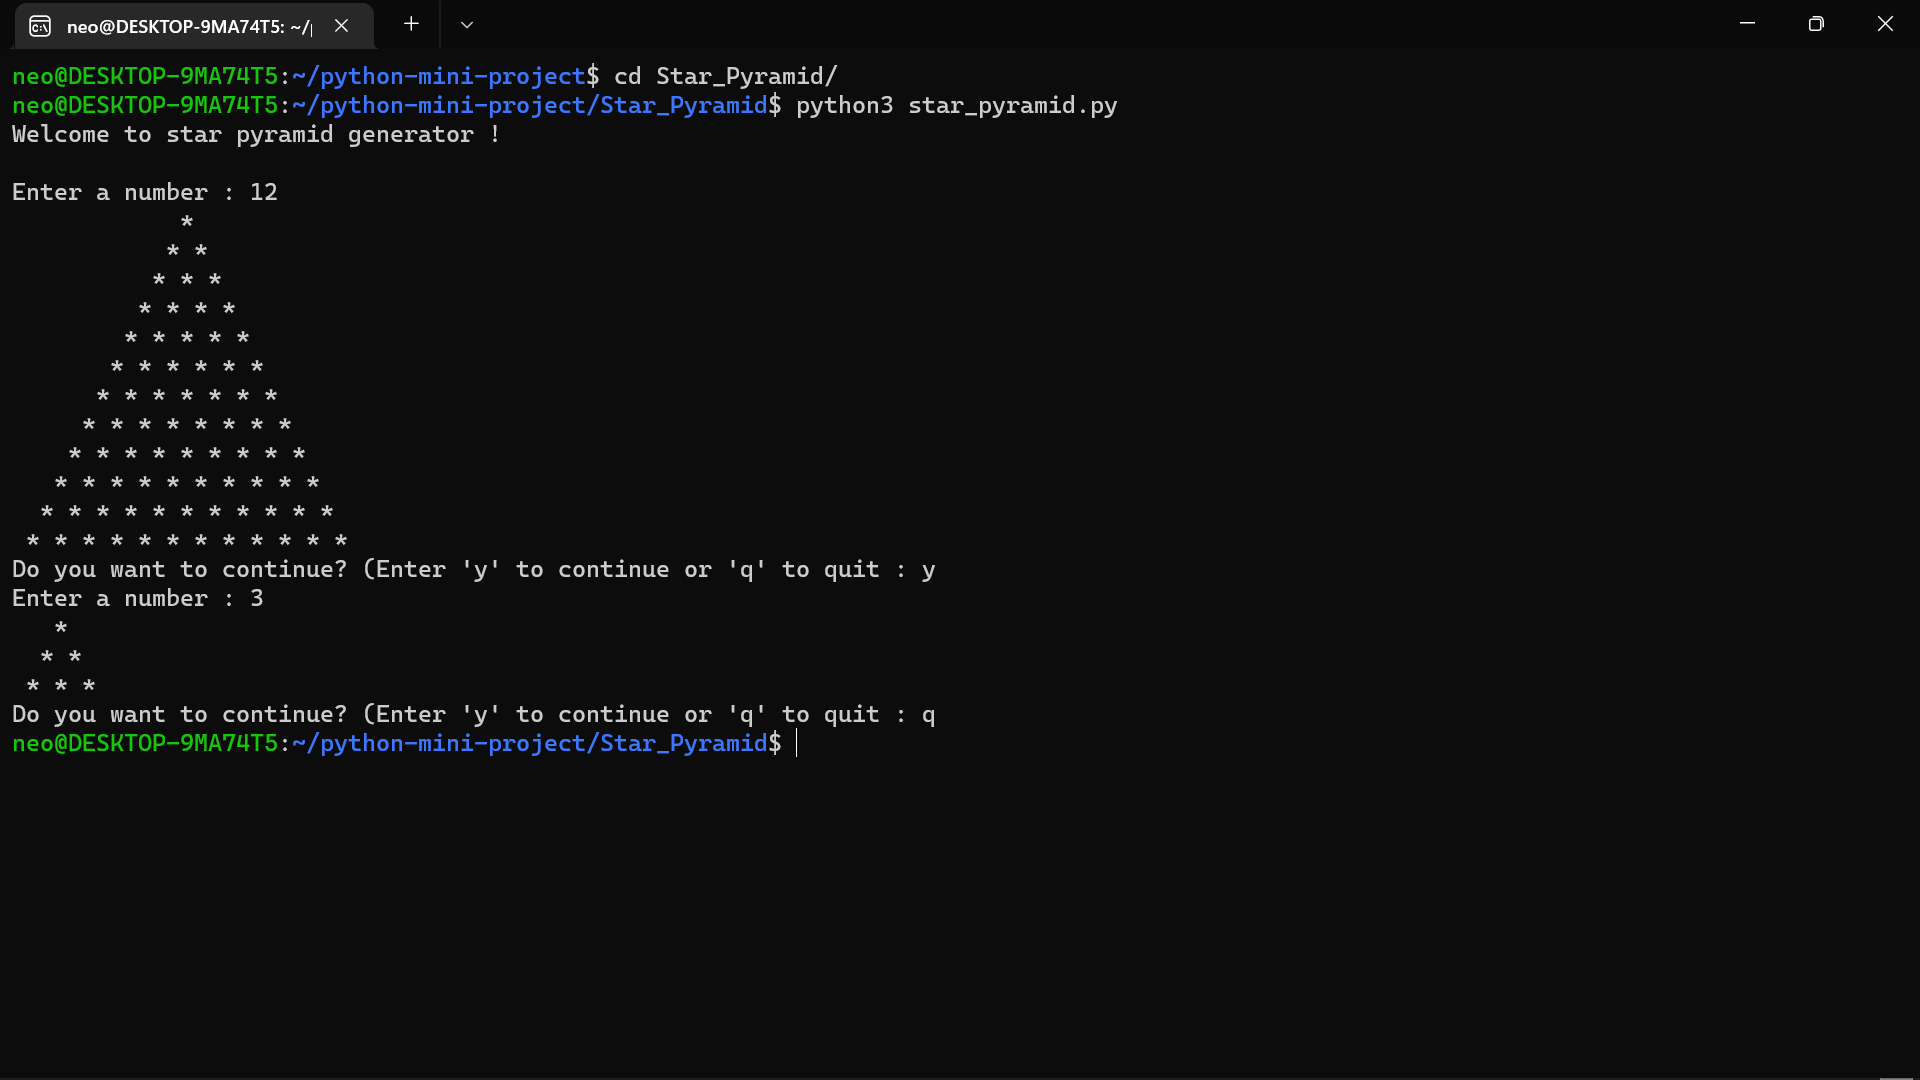 neo@DESKTOP-9MA74T5: ~/
neo@DESKTOP-9MA74T5:~/python-mini-project$ cd Star_Pyramid/
neo@DESKTOP-9MA74T5:~/python-mini-project/Star_Pyramid$ python3 star_pyramid.py
Welcome to star pyramid generator !

Enter a number : 12
            *
           * *
          * * *
         * * * *
        * * * * *
       * * * * * *
      * * * * * * *
     * * * * * * * *
    * * * * * * * * *
   * * * * * * * * * *
  * * * * * * * * * * *
 * * * * * * * * * * * *
Do you want to continue? (Enter 'y' to continue or 'q' to quit : y
Enter a number : 3
   *
  * *
 * * *
Do you want to continue? (Enter 'y' to continue or 'q' to quit : q
neo@DESKTOP-9MA74T5:~/python-mini-project/Star_Pyramid$